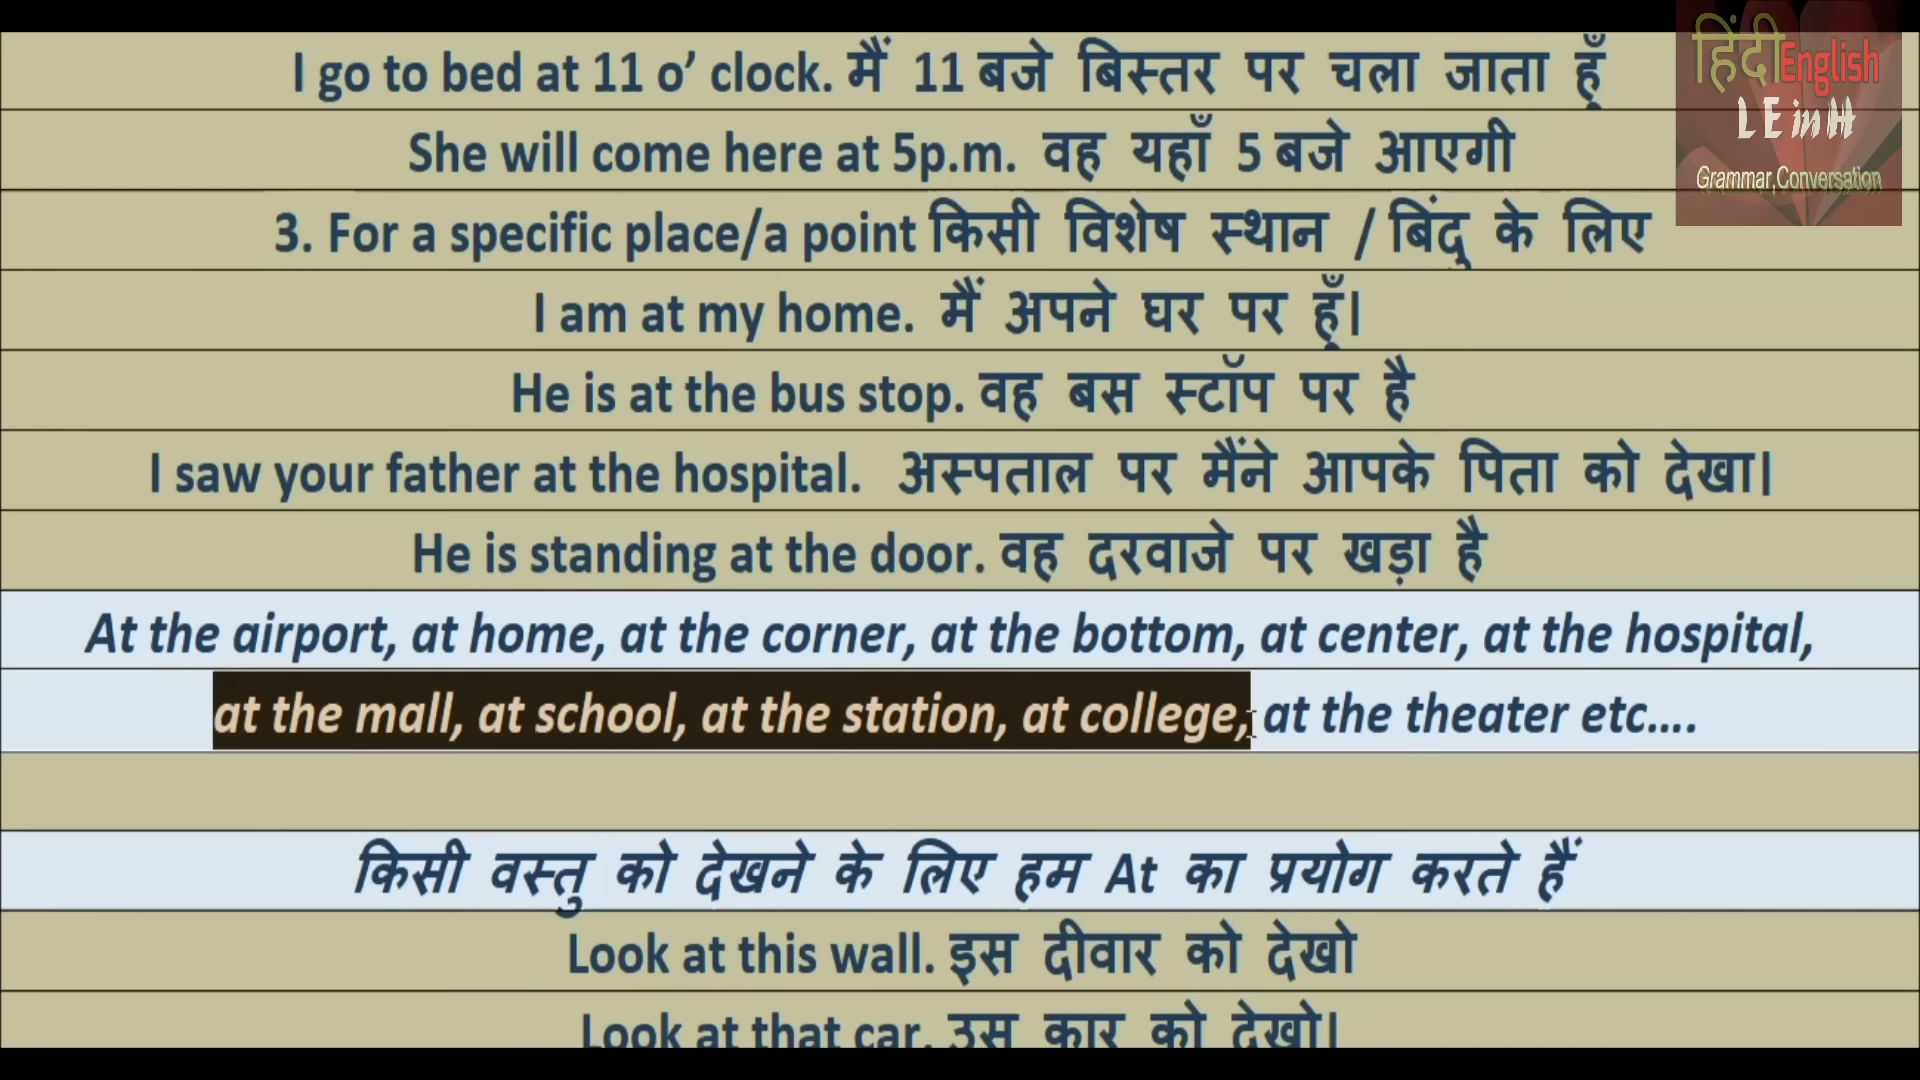 I go to bed at 11 o’ clock. मैं 11 बजे बिस्तर पर चला जाता हूँ
She will come here at 5p.m. वह यहाँ 5 बजे आएगी
3. For a specific place/a point किसी विशेष स्थान / बिंदु के लिए
I am at my home. मैं अपने घर पर हूँ।
He is at the bus stop. वह बस स्टॉप पर है
I saw your father at the hospital. अस्पताल पर मैंने आपके पिता को देखा।
He is standing at the door. वह दरवाजे पर खड़ा है
At the airport, at home, at the corner, at the bottom, at center, at the hospital,
at the mall, at school, at the station, at college, at the theater etc....
किसी वस्तु को देखने के लिए हम At का प्रयोग करते हैं
Look at this wall. इस दीवार को देखो
Look at that car. उस कार को देखो।
हिंदी English
L E in H
Grammar,Conversation